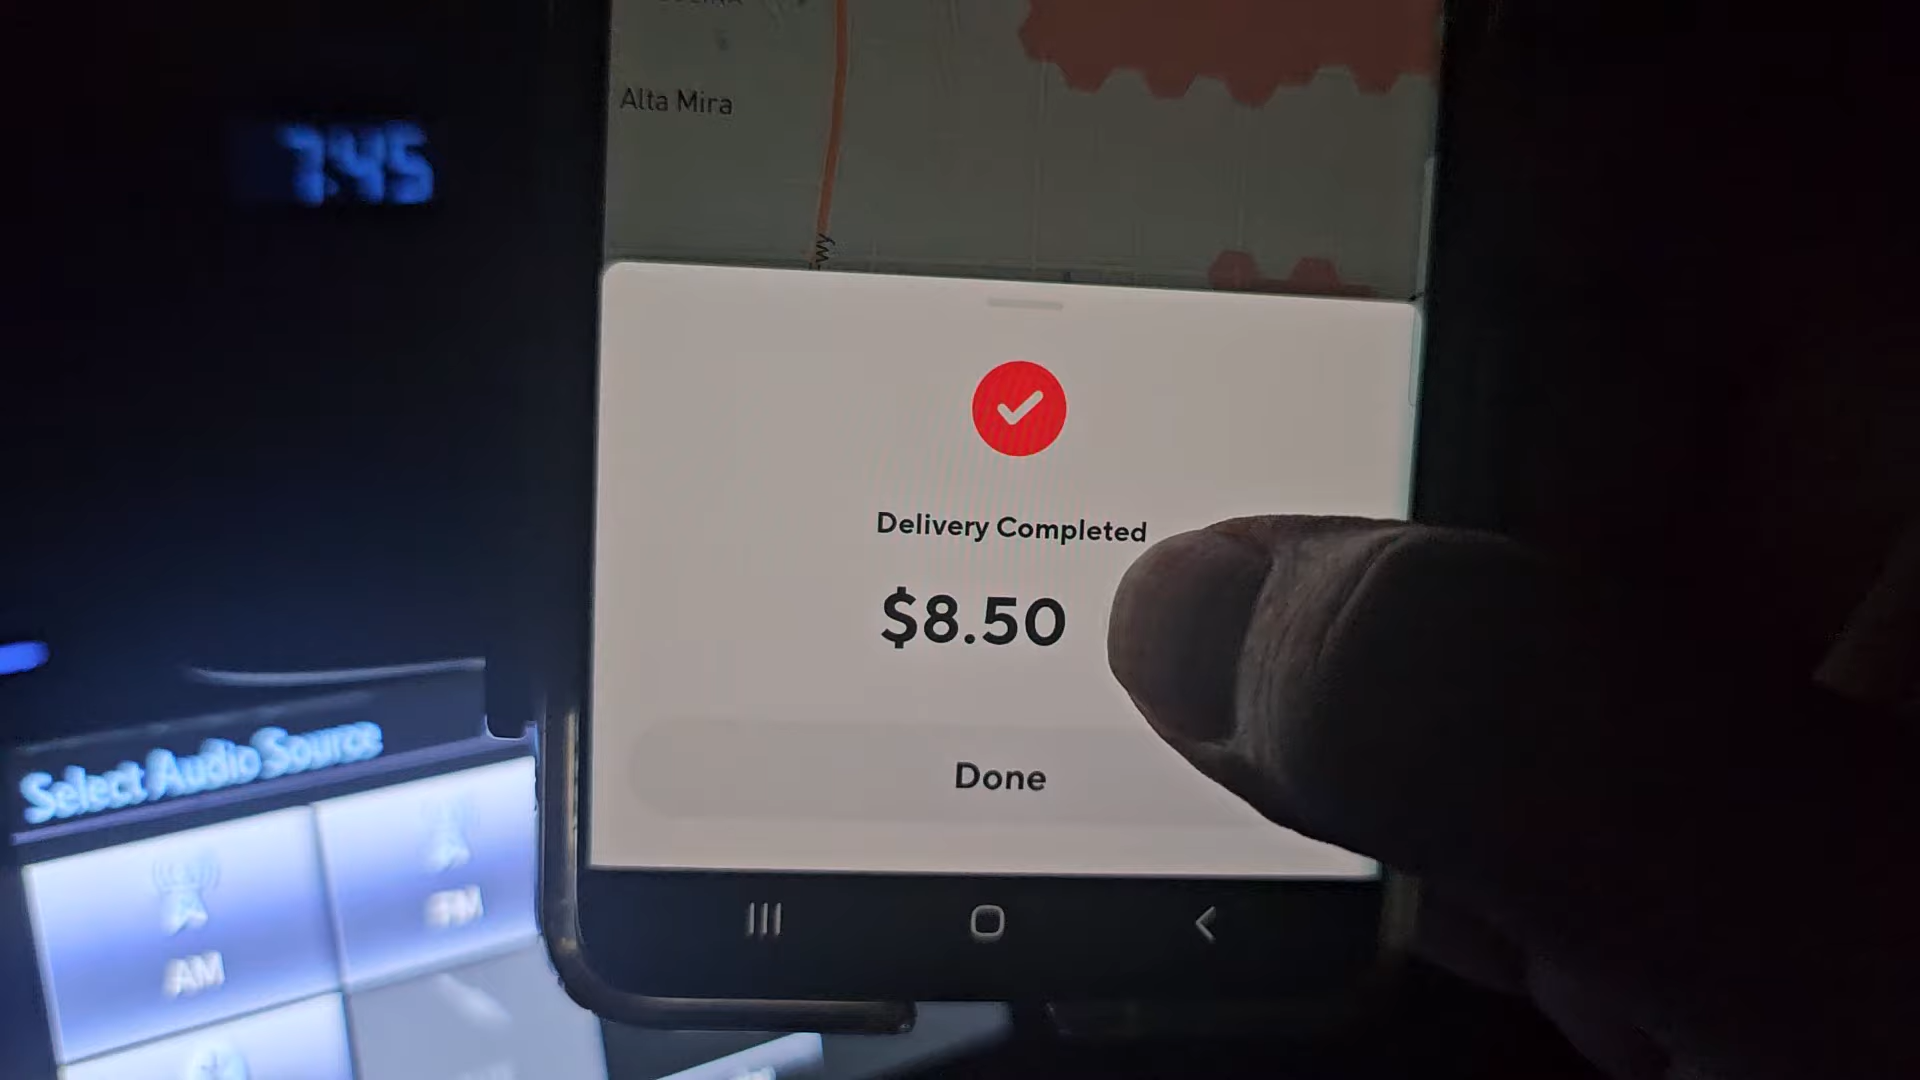 Alta Mira
7:45
Delivery Completed
$8.50
Done
Select Audio Source
AM
FM